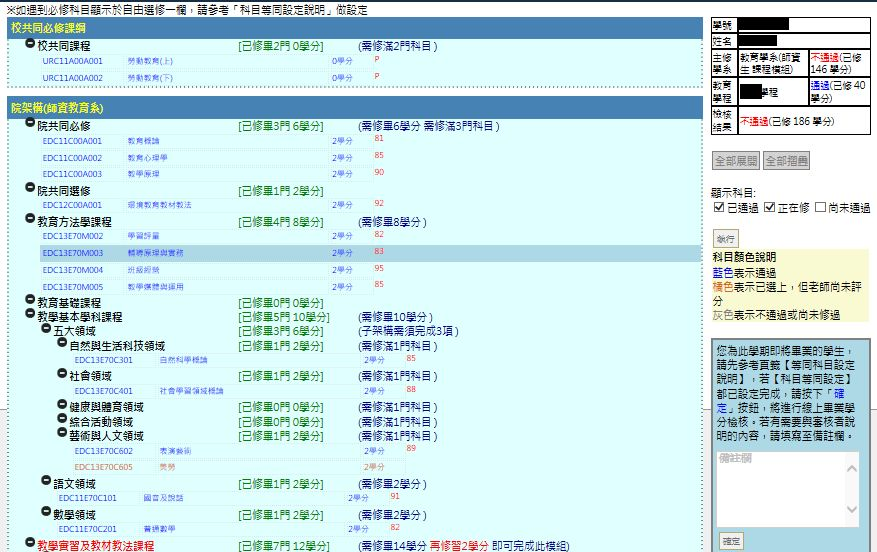 ※如遇到必修科目顯示於自由選修一欄，請參考「科目等同設定說明」做設定
校共同必修課綱
校共同課程 [已修畢2門 0學分] (需修滿2門科目)
URC11A00A001 勞動教育(上) 0學分 P
URC11A00A002 勞動教育(下) 0學分 P
院架構(師資教育系)
院共同必修 [已修畢3門 6學分] (需修畢6學分 需修滿3門科目)
EDC11C00A001 教育概論 2學分 81
EDC11C00A002 教育心理學 2學分 85
EDC11C00A003 教學原理 2學分 90
院共同選修 [已修畢1門 2學分]
EDC12C00A001 環境教育教材教法 2學分 92
教育方法學課程 [已修畢4門 8學分] (需修畢8學分)
EDC13E70M002 學習評量 2學分 82
EDC13E70M003 輔導原理與實務 2學分 83
EDC13E70M004 班級經營 2學分 95
EDC13E70M005 教學媒體與運用 2學分 85
教育基礎課程 [已修畢0門 0學分]
教學基本學科課程 [已修畢5門 10學分] (需修畢10學分)
五大領域 [已修畢3門 6學分] (子架構需須完成3項)
自然與生活科技領域 [已修畢1門 2學分] (需修滿1門科目)
EDC13E70C301 自然科學概論 2學分 85
社會領域 [已修畢1門 2學分] (需修滿1門科目)
EDC13E70C401 社會學習領域概論 2學分 88
健康與體育領域 [已修畢0門 0學分] (需修滿1門科目)
綜合活動領域 [已修畢0門 0學分] (需修滿1門科目)
藝術與人文領域 [已修畢1門 2學分] (需修滿1門科目)
EDC13E70C602 表演藝術 2學分 89
EDC13E70C605 美勞 2學分
語文領域 [已修畢1門 2學分] (需修畢2學分)
EDC11E70C101 國音及說話 2學分 91
數學領域 [已修畢1門 2學分] (需修畢2學分)
EDC11E70C201 普通數學 2學分 82
教學實習及教材教法課程 [已修畢7門 12學分] (需修畢14學分 再修習2學分 即可完成此模組)
學號
姓名
主修學系 教育學系(師資生 課程模組) 不通過(已修 146 學分)
教育學程 學程 通過(已修 40 學分)
檢核結果 不通過(已修 186 學分)
全部展開 全部摺疊
顯示科目:
已通過 正在修 尚未通過
執行
科目顏色說明
藍色表示通過
橘色表示已選上，但老師尚未評
分
灰色表示不通過或尚未修過
您為此學期即將畢業的學生，
請先參考頁籤【等同科目設定
說明】，若【科目等同設定】
都已設定完成，請按下「確
定」按鈕，將進行線上畢業學
分檢核。若有需要與審核者說
明的內容，請填寫至備註欄。
備註欄
確定